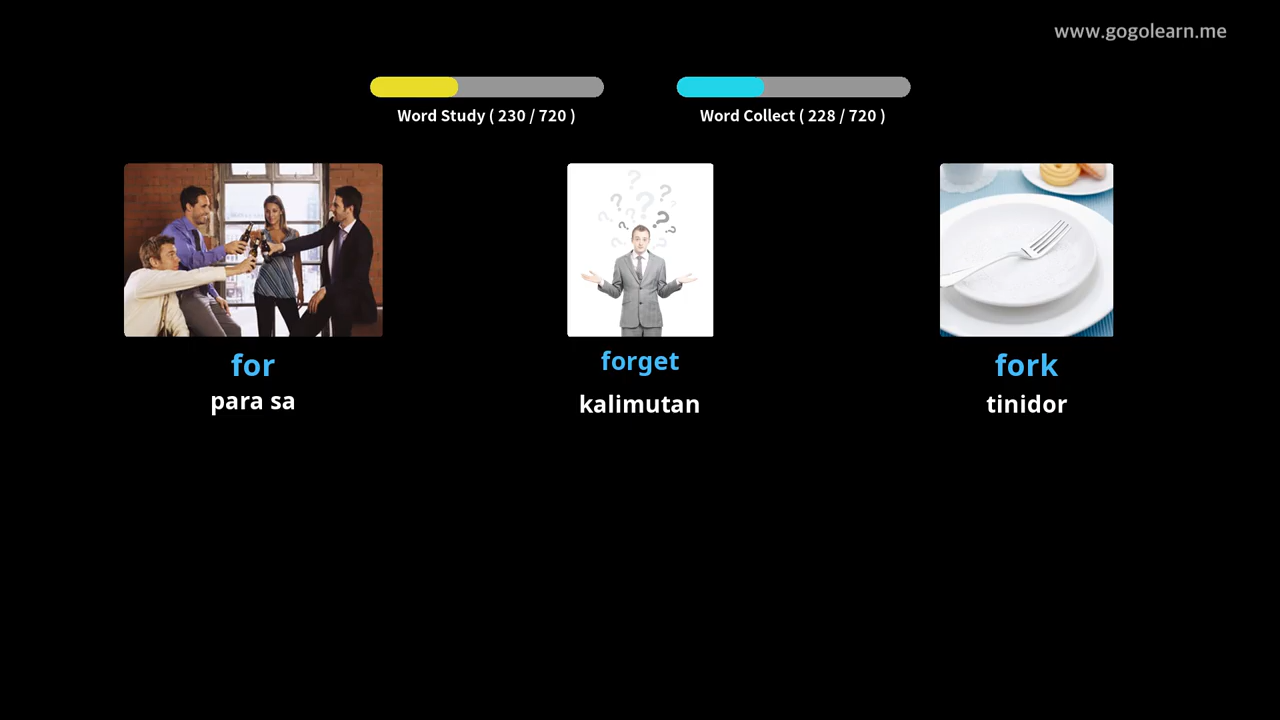 www.gogolearn.me
Word Study ( 230 / 720 )
Word Collect ( 228 / 720 )
for
forget
fork
para sa
kalimutan
tinidor